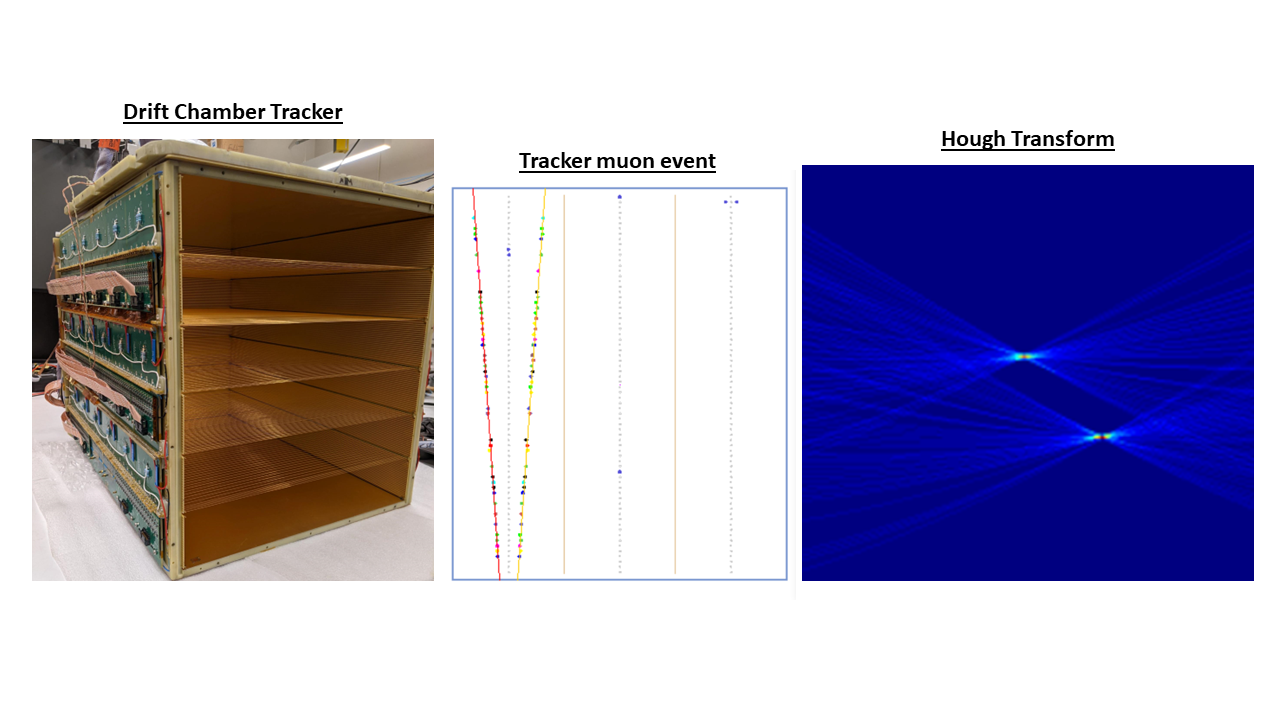 Drift Chamber Tracker
Tracker muon event
Hough Transform